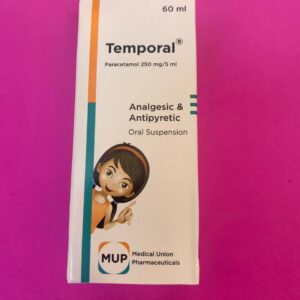 60 ml
Temporal®
Paracetamol 250 mg/5 ml
Analgesic &
Antipyretic
Oral Suspension
MUP
Medical Union
Pharmaceuticals